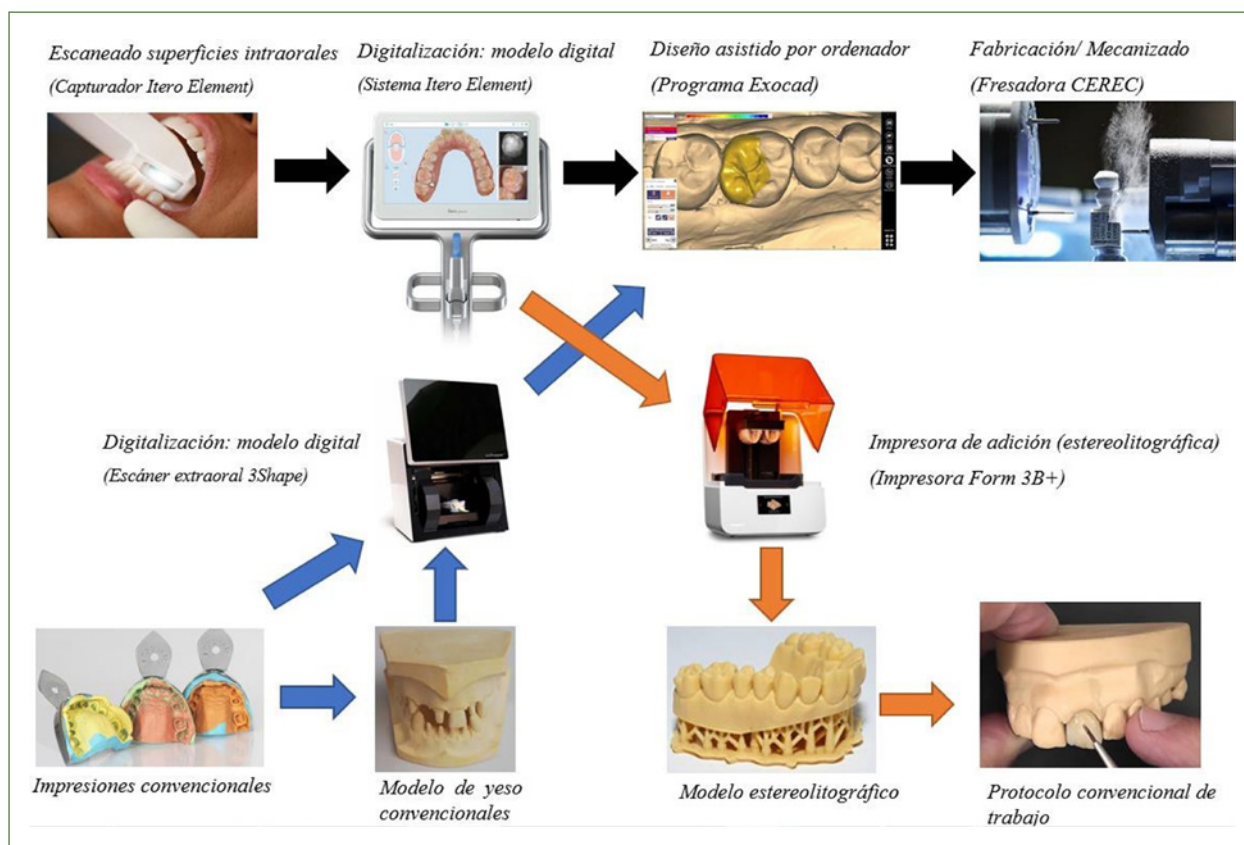 Escaneado superficies intraorales
(Capturador Itero Element)
Digitalización: modelo digital
(Sistema Itero Element)
Diseño asistido por ordenador
(Programa Exocad)
Fabricación/ Mecanizado
(Fresadora CEREC)
Digitalización: modelo digital
(Escáner extraoral 3Shape)
Impresora de adición (estereolitográfica)
(Impresora Form 3B+)
Impresiones convencionales
Modelo de yeso
convencionales
Modelo estereolitográfico
Protocolo convencional de
trabajo